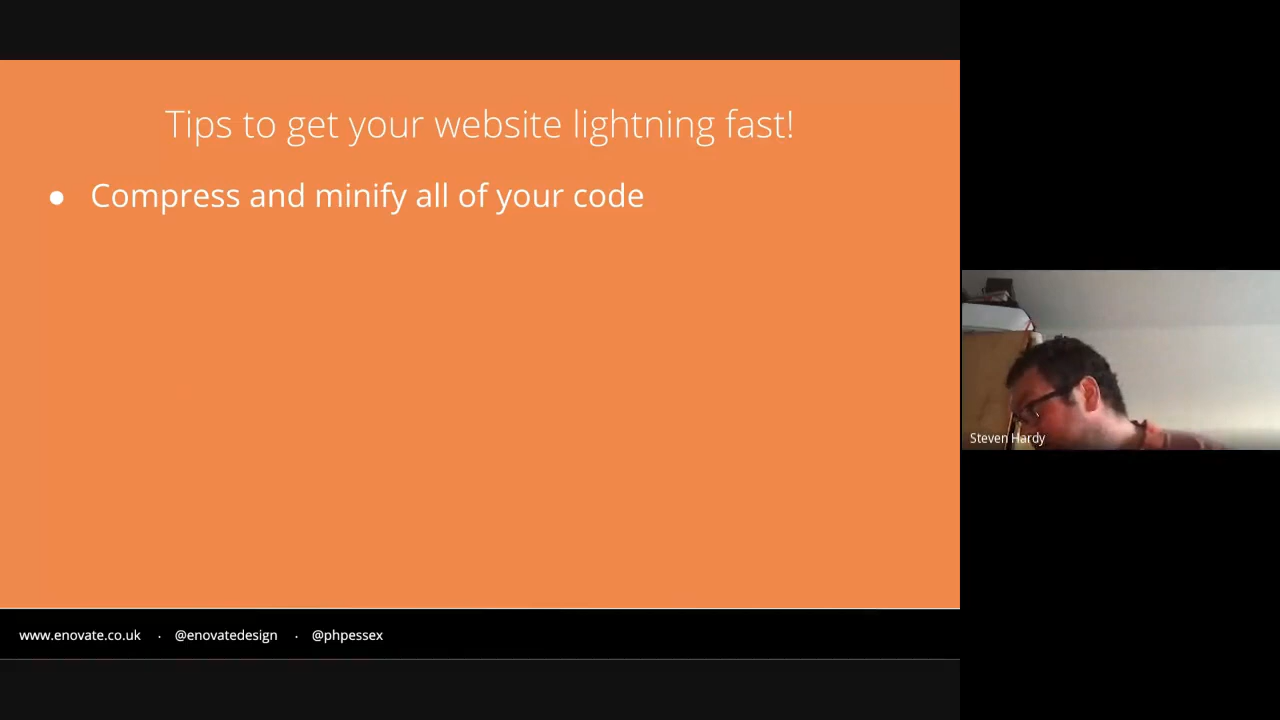 Tips to get your website lightning fast!
● Compress and minify all of your code
Steven Hardy
www.enovate.co.uk · @enovatedesign · @phpessex